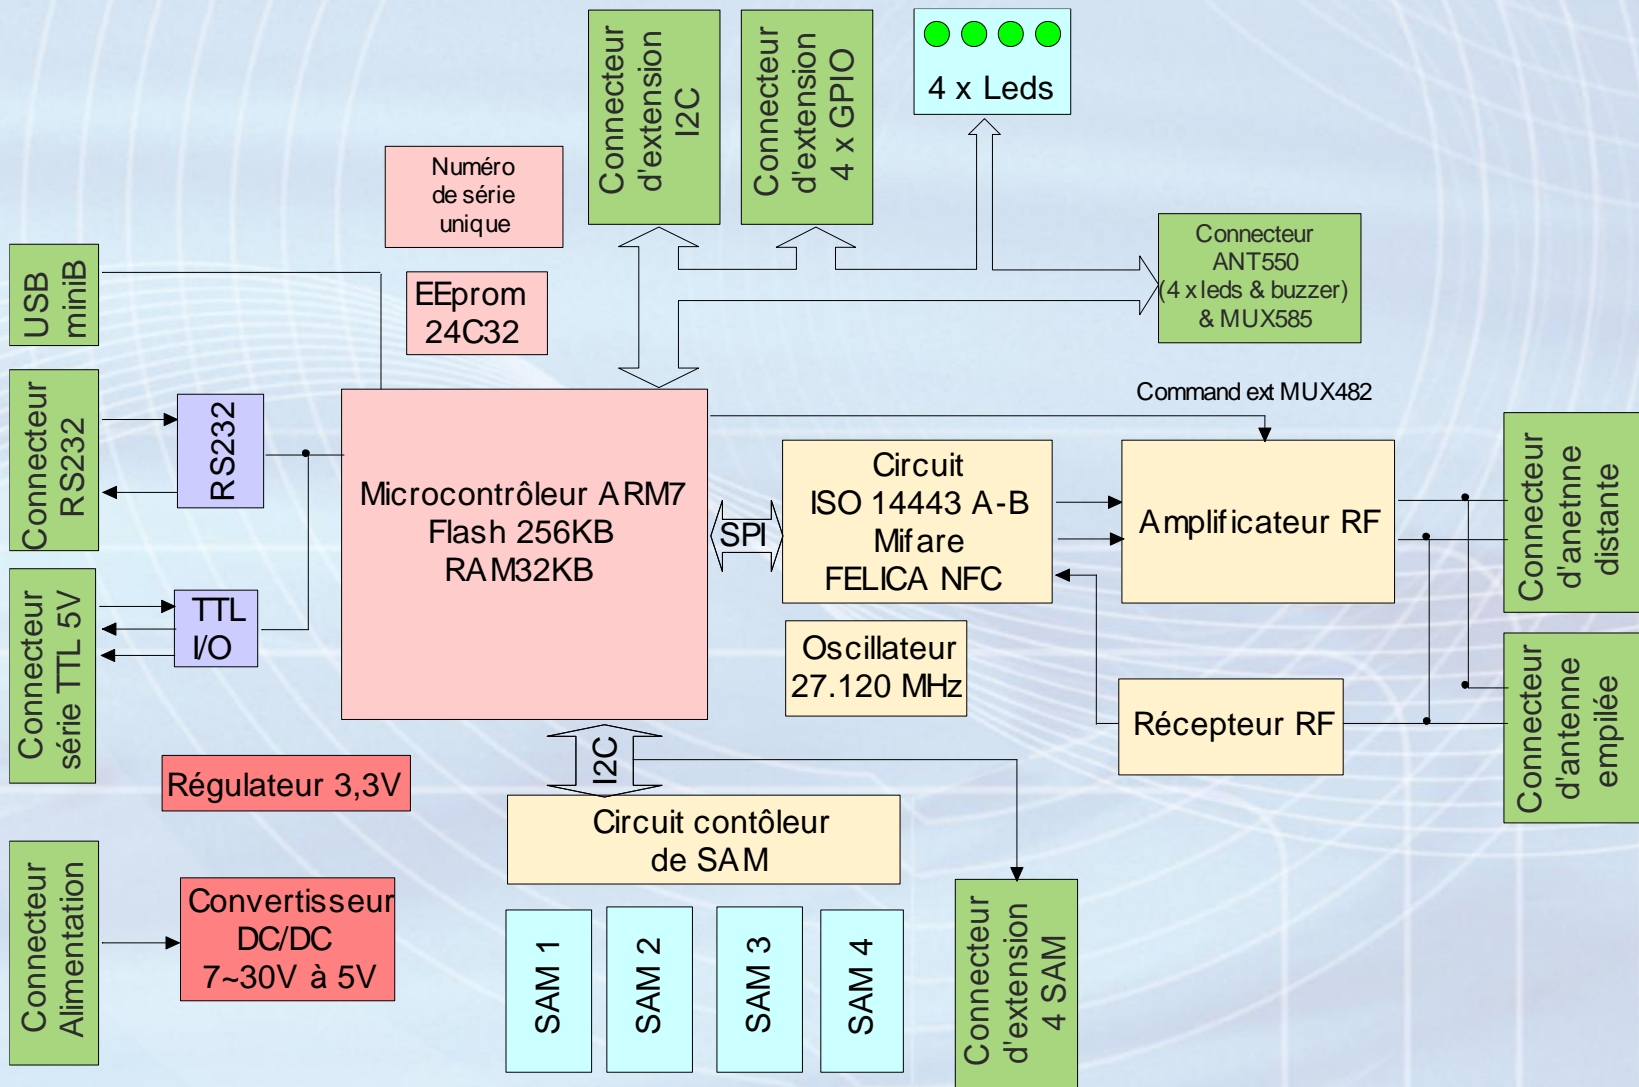 Connecteur
d'extension
I2C
Connecteur
d'extension
4 x GPIO
4 x Leds
Numéro
de série
unique
EEprom
24C32
USB
miniB
Connecteur
ANT550
(4 x leds & buzzer)
& MUX585
Connecteur
RS232
RS232
Command ext MUX482
Microcontrôleur ARM7
Flash 256KB
RAM32KB
SPI
Circuit
ISO 14443 A-B
Mifare
FELICA NFC
Amplificateur RF
Connecteur
d'anetnne
distante
Connecteur
série TTL 5V
TTL
I/O
Oscillateur
27.120 MHz
Récepteur RF
Connecteur
d'antenne
empilée
I2C
Régulateur 3,3V
Circuit contôleur
de SAM
Connecteur
Alimentation
Convertisseur
DC/DC
7~30V à 5V
SAM 1
SAM 2
SAM 3
SAM 4
Connecteur
d'extension
4 SAM